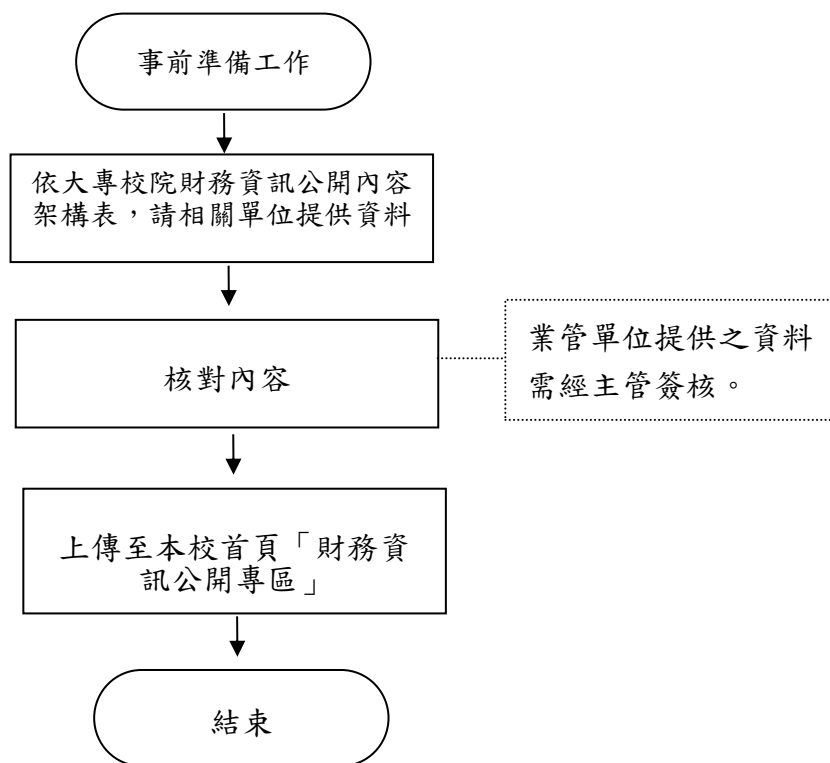 事前準備工作
依大專校院財務資訊公開內容
架構表，請相關單位提供資料
核對內容
業管單位提供之資料
需經主管簽核。
上傳至本校首頁「財務資
訊公開專區」
結束